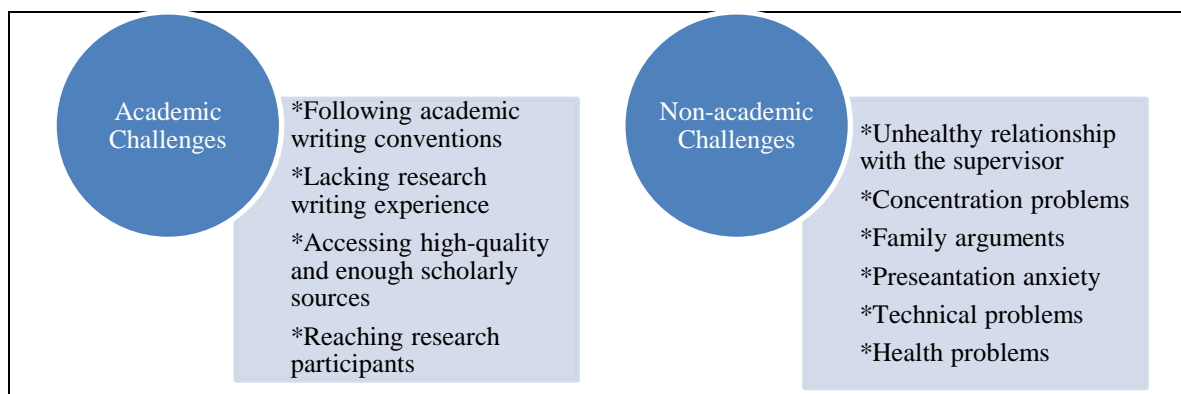 Academic
Challenges
*Following academic
writing conventions
*Lacking research
writing experience
*Accessing high-quality
and enough scholarly
sources
*Reaching research
participants
Non-academic
Challenges
*Unhealthy relationship
with the supervisor
*Concentration problems
*Family arguments
*Preseantation anxiety
*Technical problems
*Health problems